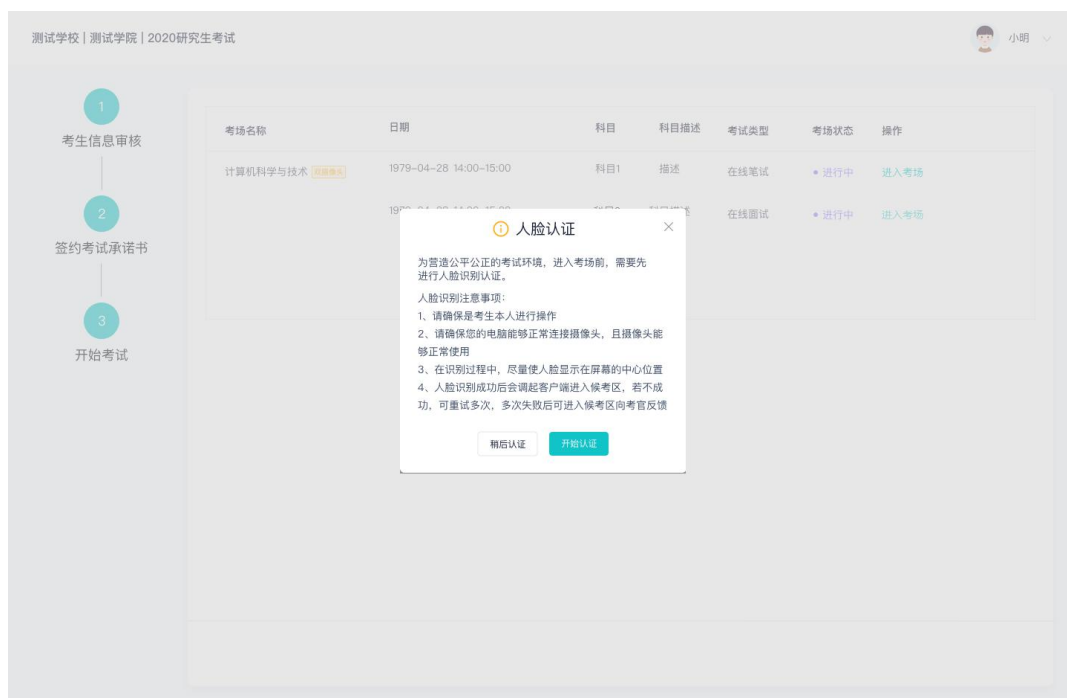 测试学校 | 测试学院 | 2020研究生考试
小明
1
考生信息审核
2
签约考试承诺书
3
开始考试
考场名称 日期 科目 科目描述 考试类型 考场状态 操作
计算机科学与技术 双摄像头 1979-04-28 14:00-15:00 科目1 描述 在线笔试 进行中 进入考场
在线面试 进行中 进入考场
人脸认证
为营造公平公正的考试环境，进入考场前，需要先
进行人脸识别认证。
人脸识别注意事项：
1、请确保是考生本人进行操作
2、请确保您的电脑能够正常连接摄像头，且摄像头能
够正常使用
3、在识别过程中，尽量使人脸显示在屏幕的中心位置
4、人脸识别成功后会调起客户端进入候考区，若不成
功，可重试多次，多次失败后可进入候考区向考官反馈
稍后认证 开始认证